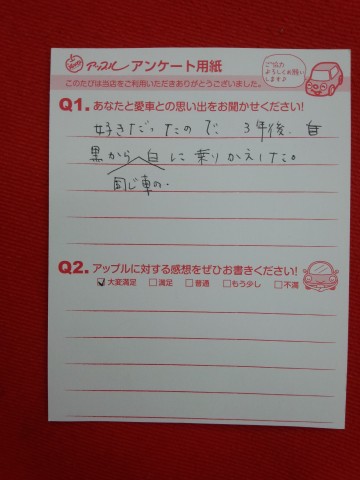 アップル アンケート用紙
ご協力
よろしくお願い
します♪
このたびは当店をご利用いただきありがとうございました。
Q1. あなたと愛車との思い出をお聞かせください!
好きだったので、3年後、
黒から白に乗りかえした。
同じ車の.
Q2. アップルに対する感想をぜひお書きください!
☑大変満足 □満足 □普通 □もう少し □不満